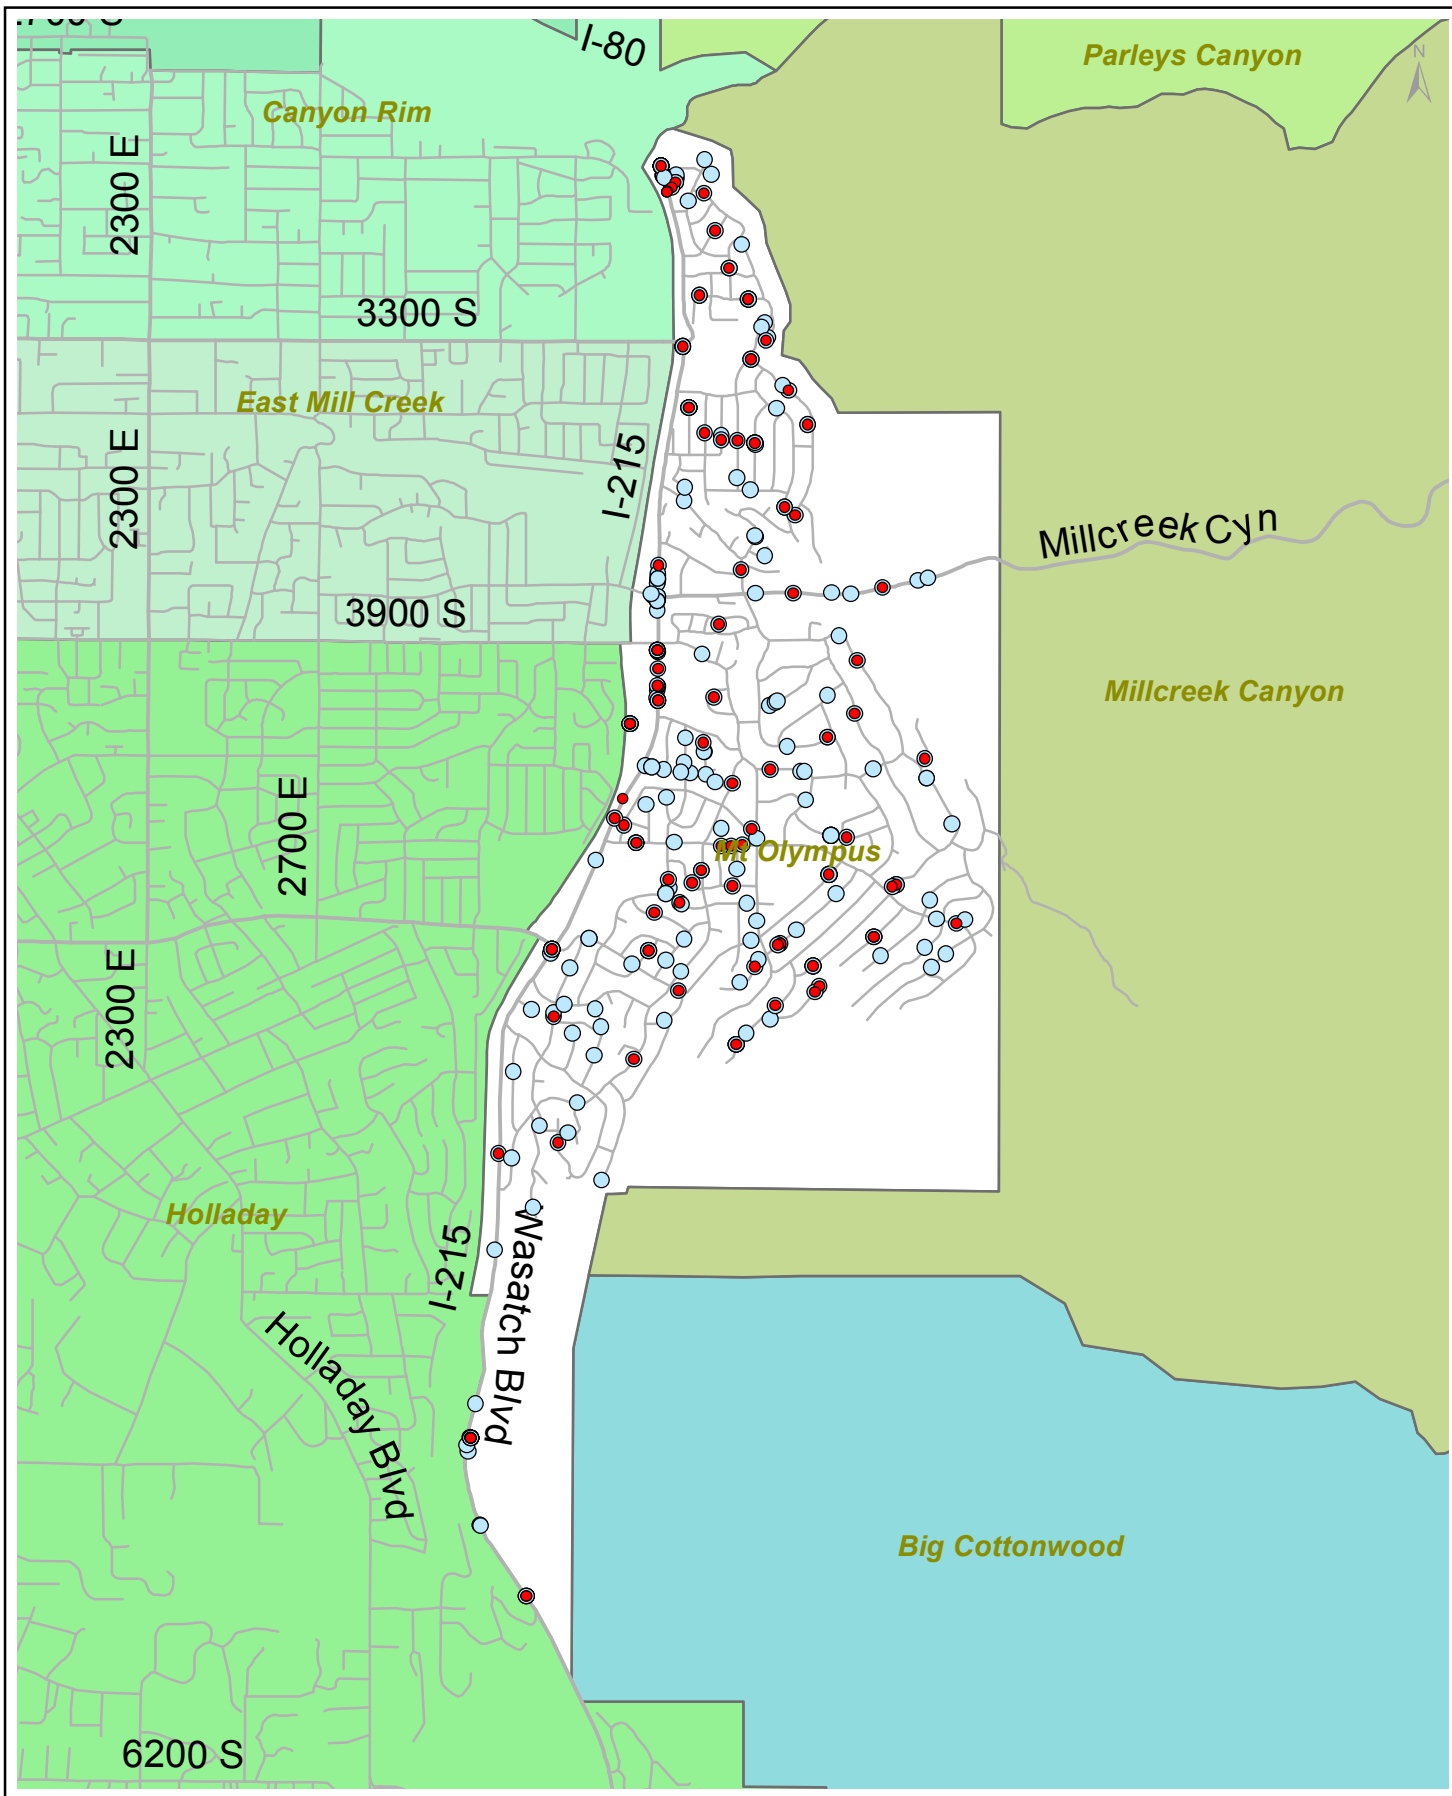 I-80
Parleys Canyon
N
Canyon Rim
2300 E
3300 S
East Mill Creek
I-215
2300 E
Millcreek Cyn
3900 S
Millcreek Canyon
2700 E
Mt Olympus
2300 E
Holladay
I-215
Wasatch Blvd
Holladay Blvd
Big Cottonwood
6200 S